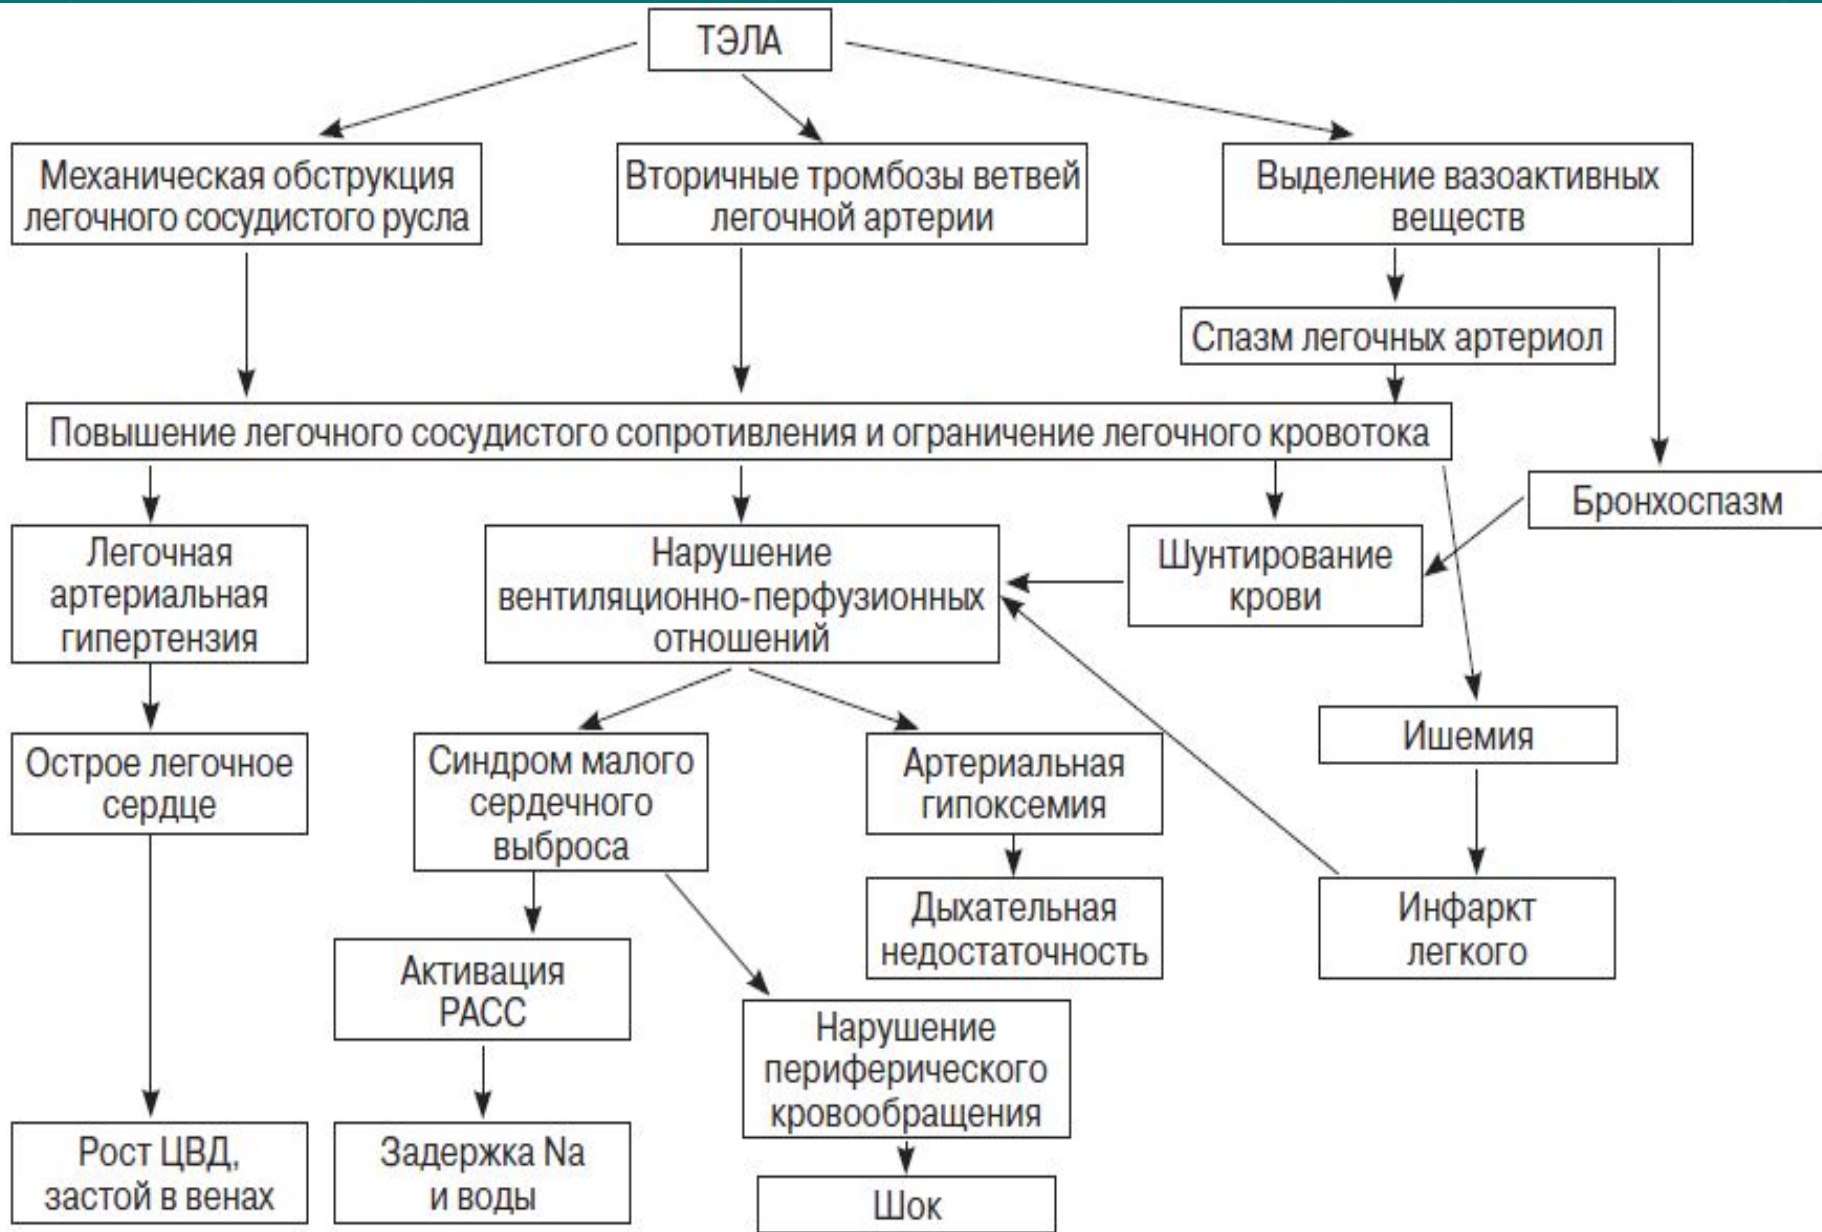 ТЭЛА
Механическая обструкция
легочного сосудистого русла
Вторичные тромбозы ветвей
легочной артерии
Выделение вазоактивных
веществ
Спазм легочных артериол
Повышение легочного сосудистого сопротивления и ограничение легочного кровотока
Бронхоспазм
Легочная
артериальная
гипертензия
Нарушение
вентиляционно-перфузионных
отношений
Шунтирование
крови
Острое легочное
сердце
Синдром малого
сердечного
выброса
Артериальная
гипоксемия
Ишемия
Дыхательная
недостаточность
Инфаркт
легкого
Активация
РАСС
Нарушение
периферического
кровообращения
Рост ЦВД,
застой в венах
Задержка Na
и воды
Шок